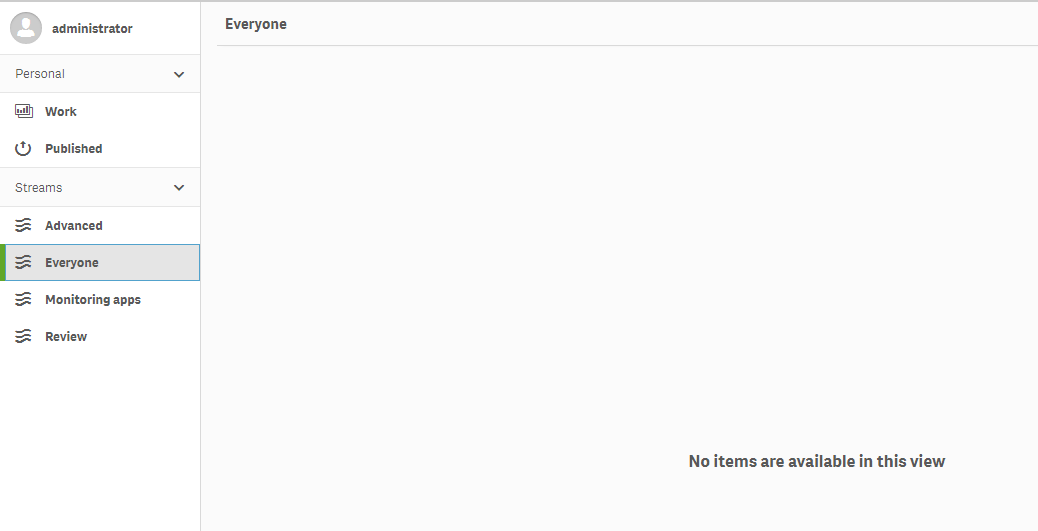 administrator
Everyone
Personal
Work
Published
Streams
Advanced
Everyone
Monitoring apps
Review
No items are available in this view